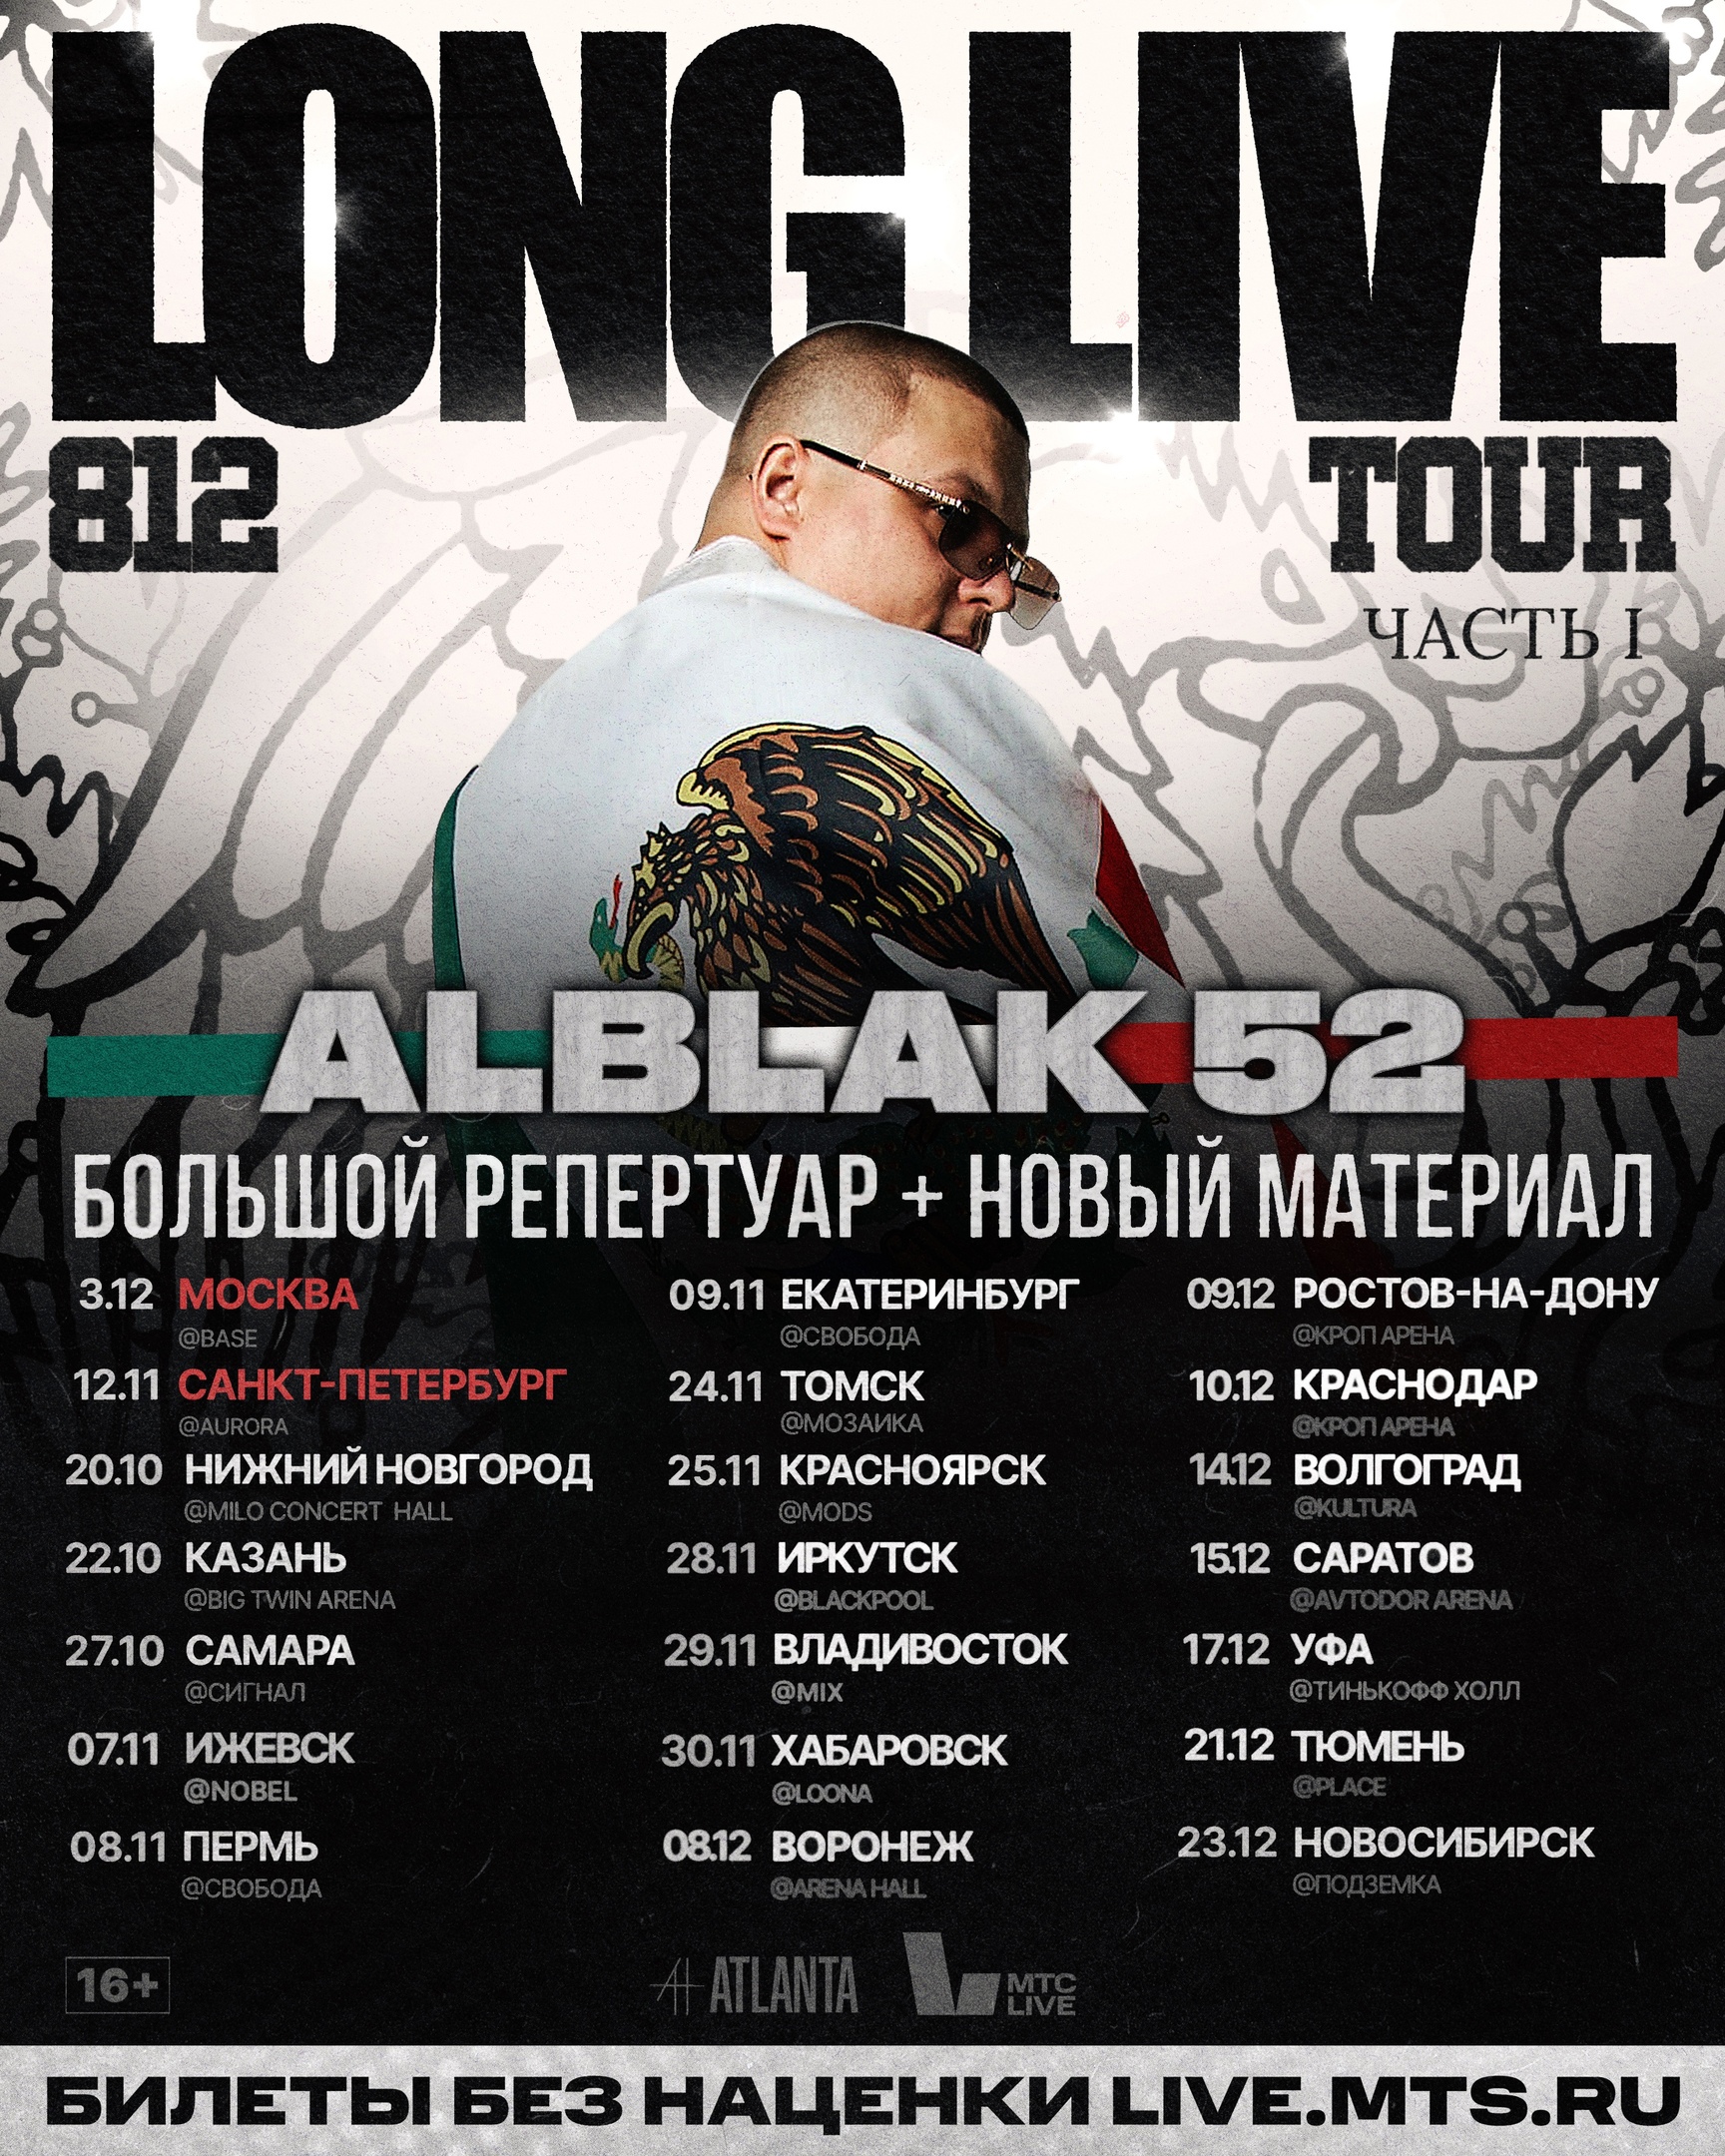 LONG LIVE
812
TOUR
ЧАСТЬ I
ALBLAK 52
БОЛЬШОЙ РЕПЕРТУАР + НОВЫЙ МАТЕРИАЛ
3.12 МОСКВА
@BASE
12.11 САНКТ-ПЕТЕРБУРГ
@AURORA
20.10 НИЖНИЙ НОВГОРОД
@MILO CONCERT HALL
22.10 КАЗАНЬ
@BIG TWIN ARENA
27.10 САМАРА
@СИГНАЛ
07.11 ИЖЕВСК
@NOBEL
08.11 ПЕРМЬ
@СВОБОДА
09.11 ЕКАТЕРИНБУРГ
@СВОБОДА
24.11 ТОМСК
@МОЗАИКА
25.11 КРАСНОЯРСК
@MODS
28.11 ИРКУТСК
@BLACKPOOL
29.11 ВЛАДИВОСТОК
@MIX
30.11 ХАБАРОВСК
@LOONA
08.12 ВОРОНЕЖ
@ARENA HALL
09.12 РОСТОВ-НА-ДОНУ
@КРОП АРЕНА
10.12 КРАСНОДАР
@КРОП АРЕНА
14.12 ВОЛГОГРАД
@KULTURA
15.12 САРАТОВ
@AVTODOR ARENA
17.12 УФА
@ТИНЬКОФФ ХОЛЛ
21.12 ТЮМЕНЬ
@PLACE
23.12 НОВОСИБИРСК
@ПОДЗЕМКА
16+
ATLANTA
МТС
LIVE
БИЛЕТЫ БЕЗ НАЦЕНКИ LIVE.MTS.RU